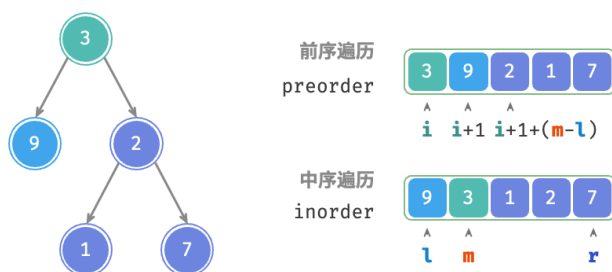 3
9
2
1
7
前序遍历
preorder
3 9 2 1 7
i i+1 i+1+(m-l)
中序遍历
inorder
9 3 1 2 7
l m r